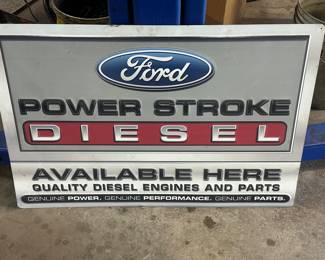 Ford
POWER STROKE
DIESEL
AVAILABLE HERE
QUALITY DIESEL ENGINES AND PARTS
GENUINE POWER. GENUINE PERFORMANCE. GENUINE PARTS.